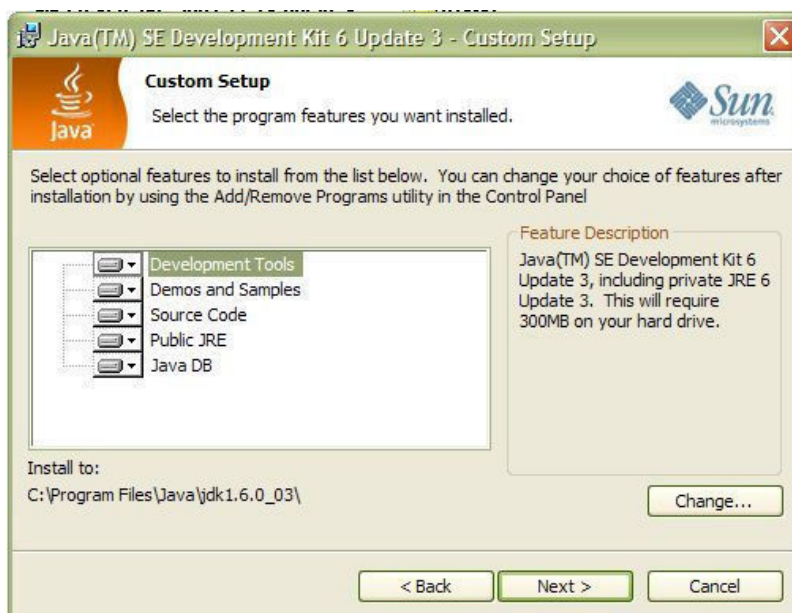 Java(TM) SE Development Kit 6 Update 3 - Custom Setup
Java
Custom Setup
Select the program features you want installed.
Sun
microsystems
Select optional features to install from the list below. You can change your choice of features after
installation by using the Add/Remove Programs utility in the Control Panel
Development Tools
Demos and Samples
Source Code
Public JRE
Java DB
Feature Description
Java(TM) SE Development Kit 6
Update 3, including private JRE 6
Update 3. This will require
300MB on your hard drive.
Install to:
C:\Program Files\Java\jdk1.6.0_03\
Change...
< Back
Next >
Cancel